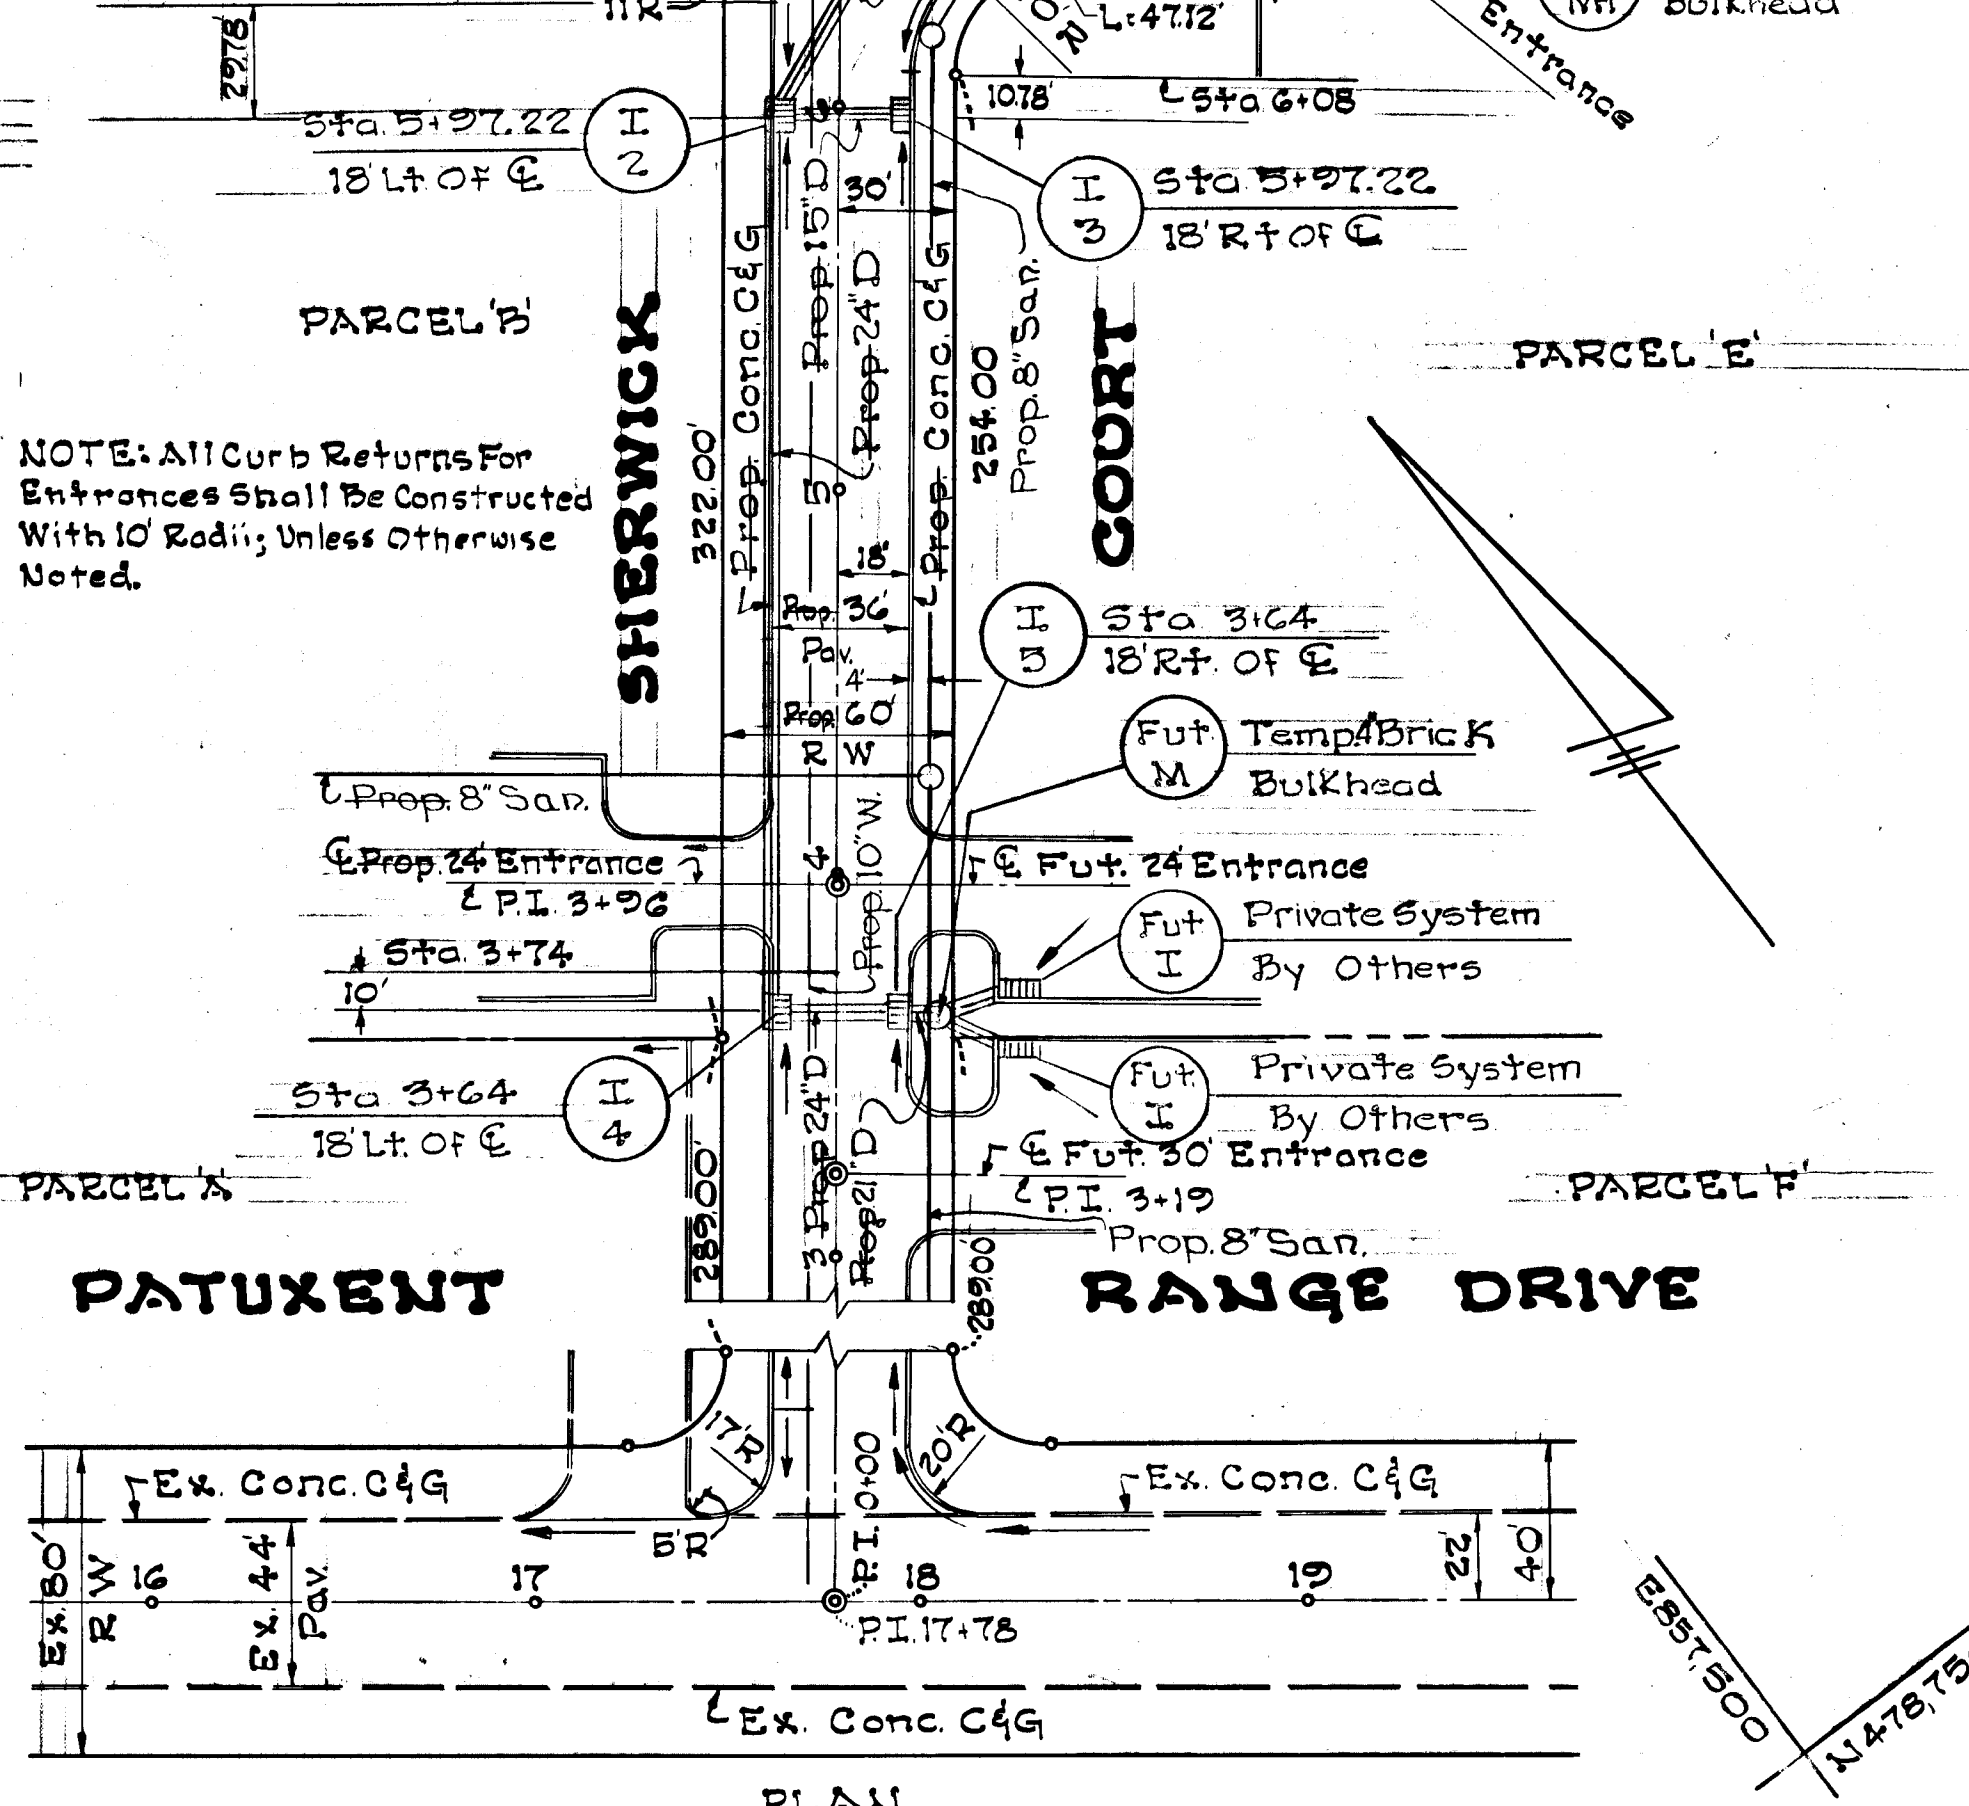 11'R
L=47.12'
MH
Bulkhead
Entrance
297.78'
10.78'
℄ Sta 6+08
Sta. 5+97.22
18' Lt. Of ℄
I
2
I
3
Sta. 5+97.22
18' Rt Of ℄
30'
6
Prop 15" D
Prop 24" D
Prop. Conc. C&G
Prop. Conc. C&G
Prop. 8" San.
PARCEL 'B'
SHERWICK
COURT
PARCEL 'E'
322.00'
254.00
NOTE: All Curb Returns For
Entrances Shall Be Constructed
With 10' Radii; Unless Otherwise
Noted.
5
18'
Prop. 36'
Pav.
4'
Prop. 60'
R W
I
5
Sta 3+64
18' Rt. Of ℄
Fut.
M
Temp. 4" Brick
Bulkhead
Prop. 8" San.
Prop. 10" W.
4
℄ Prop. 24' Entrance
P.I. 3+96
℄ Fut. 24' Entrance
Fut
I
Private System
By Others
Sta. 3+74
10'
Sta 3+64
18' Lt. Of ℄
I
4
Fut.
I
Private System
By Others
Prop 24" D
Prop 21" D
3
℄ Fut. 30' Entrance
P.I. 3+19
Prop. 8" San.
PARCEL 'A'
PARCEL 'F'
289.00'
289.00'
PATUXENT
RANGE DRIVE
17'R
20'R
5'R
P.I. 0+00
Ex. Conc. C&G
Ex. Conc. C&G
Ex. 80'
R W
Ex. 44'
Pav.
22'
40'
16
17
18
19
P.I. 17+78
Ex. Conc. C&G
E 857,500
N 478,75
PLAN